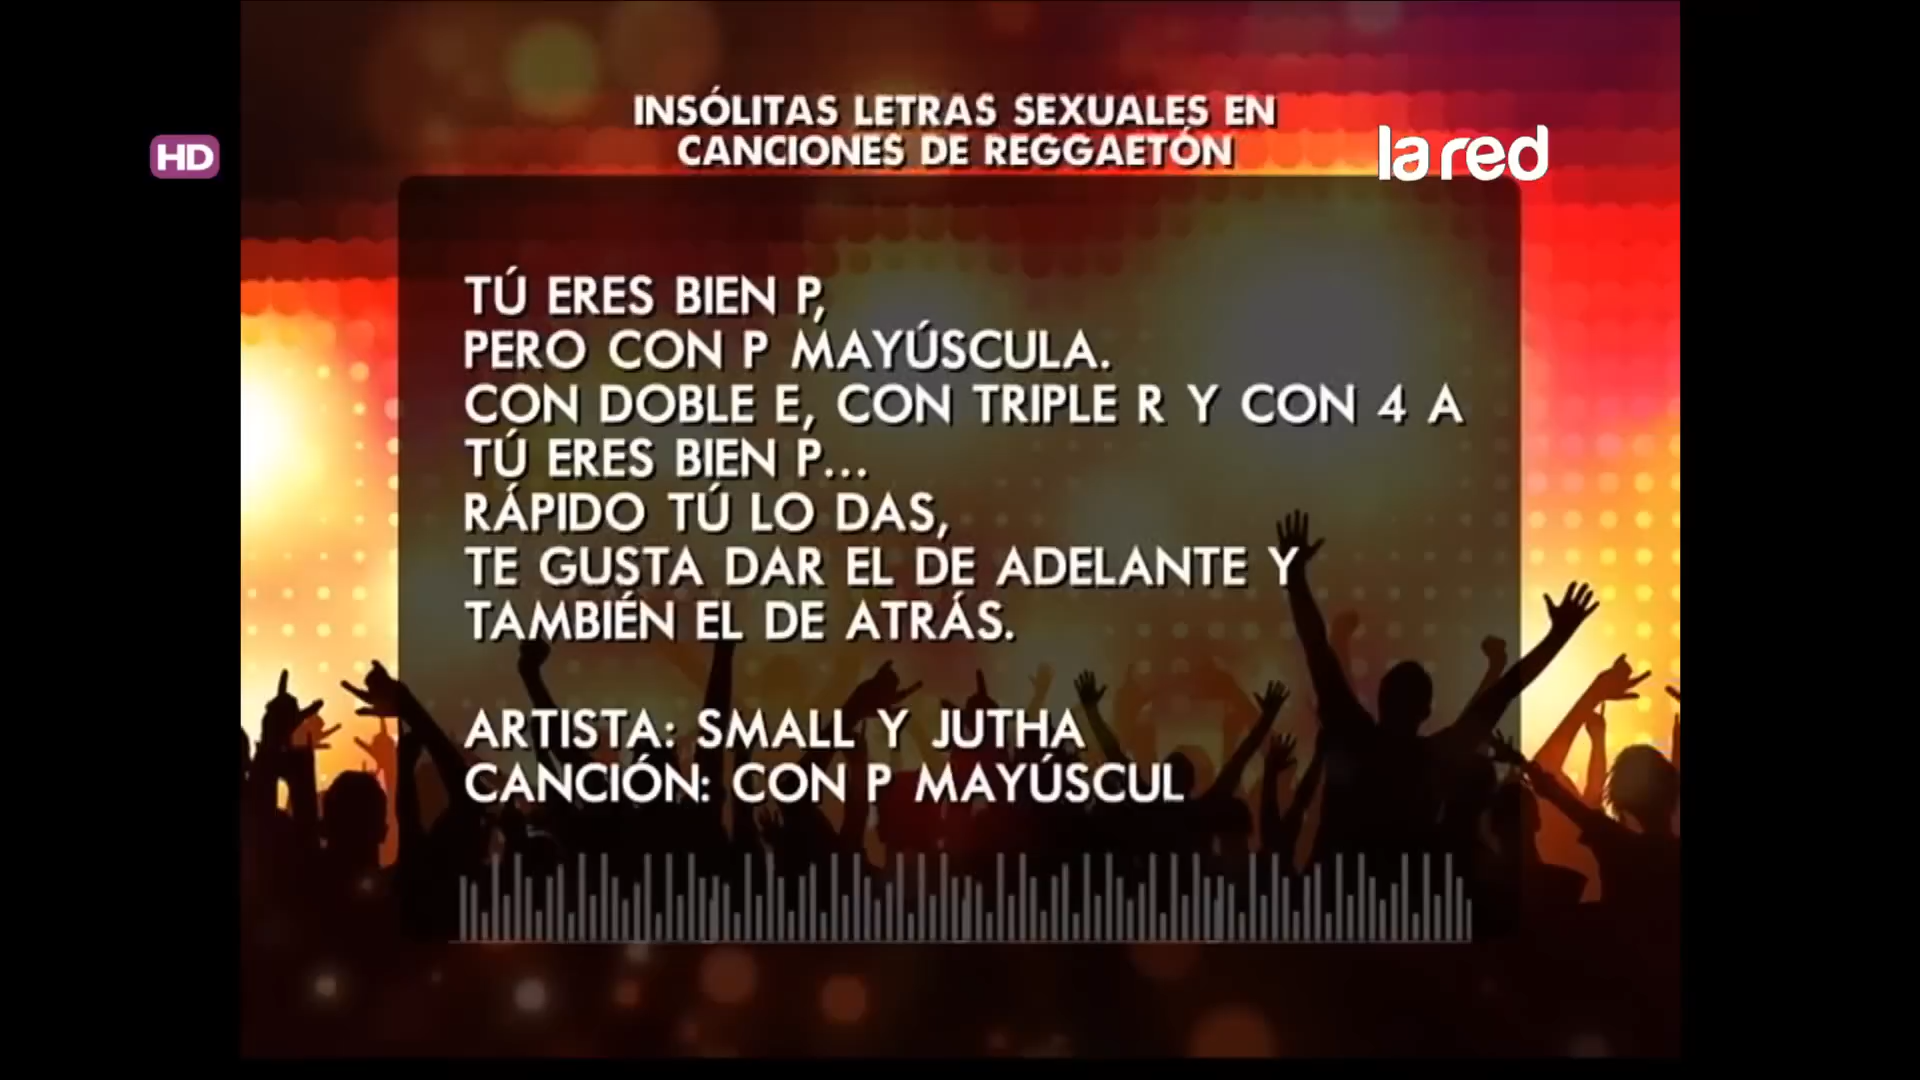 INSÓLITAS LETRAS SEXUALES EN
CANCIONES DE REGGAETÓN
HD
la red
TÚ ERES BIEN P,
PERO CON P MAYÚSCULA.
CON DOBLE E, CON TRIPLE R Y CON 4 A
TÚ ERES BIEN P...
RÁPIDO TÚ LO DAS,
TE GUSTA DAR EL DE ADELANTE Y
TAMBIÉN EL DE ATRÁS.
ARTISTA: SMALL Y JUTHA
CANCIÓN: CON P MAYÚSCUL